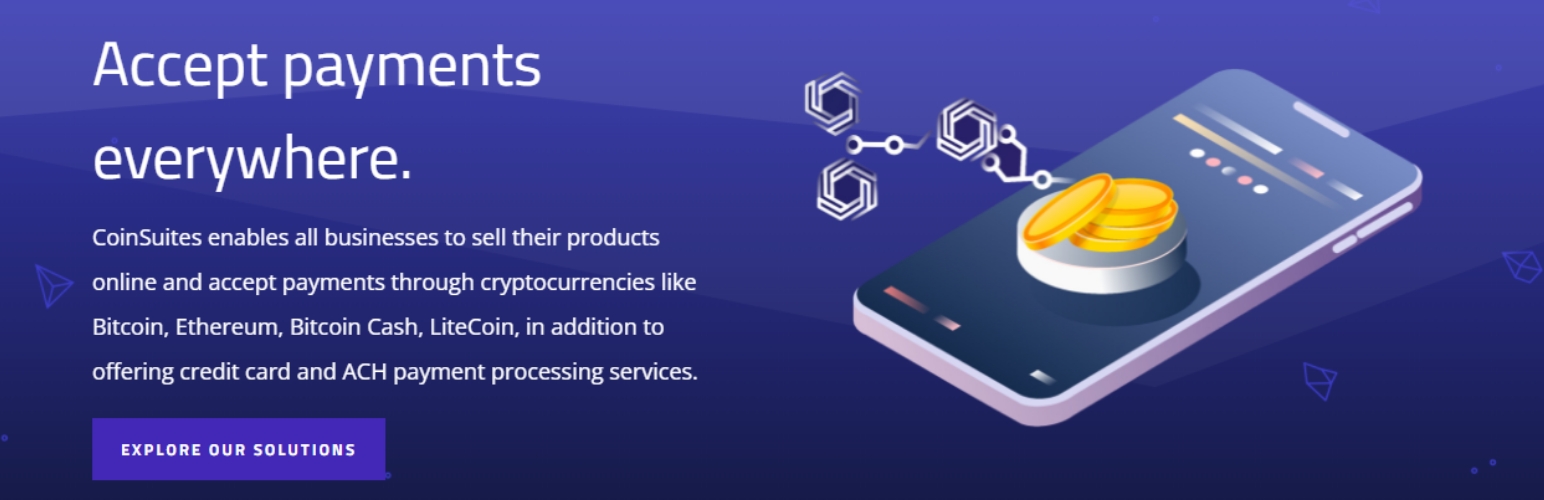 Accept payments
everywhere.
CoinSuites enables all businesses to sell their products
online and accept payments through cryptocurrencies like
Bitcoin, Ethereum, Bitcoin Cash, LiteCoin, in addition to
offering credit card and ACH payment processing services.
EXPLORE OUR SOLUTIONS